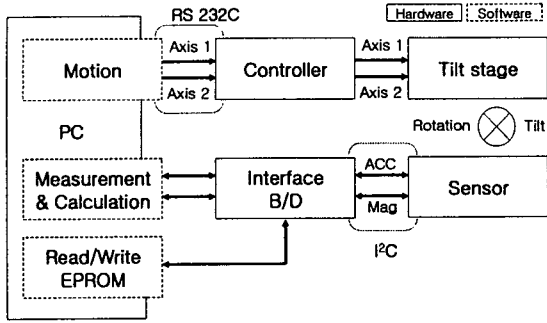 RS 232C
Hardware
Software
Axis 1
Axis 1
Motion
Controller
Tilt stage
Axis 2
Axis 2
PC
Rotation
Tilt
Measurement
& Calculation
Interface
B/D
ACC
Mag
Sensor
I²C
Read/Write
EPROM